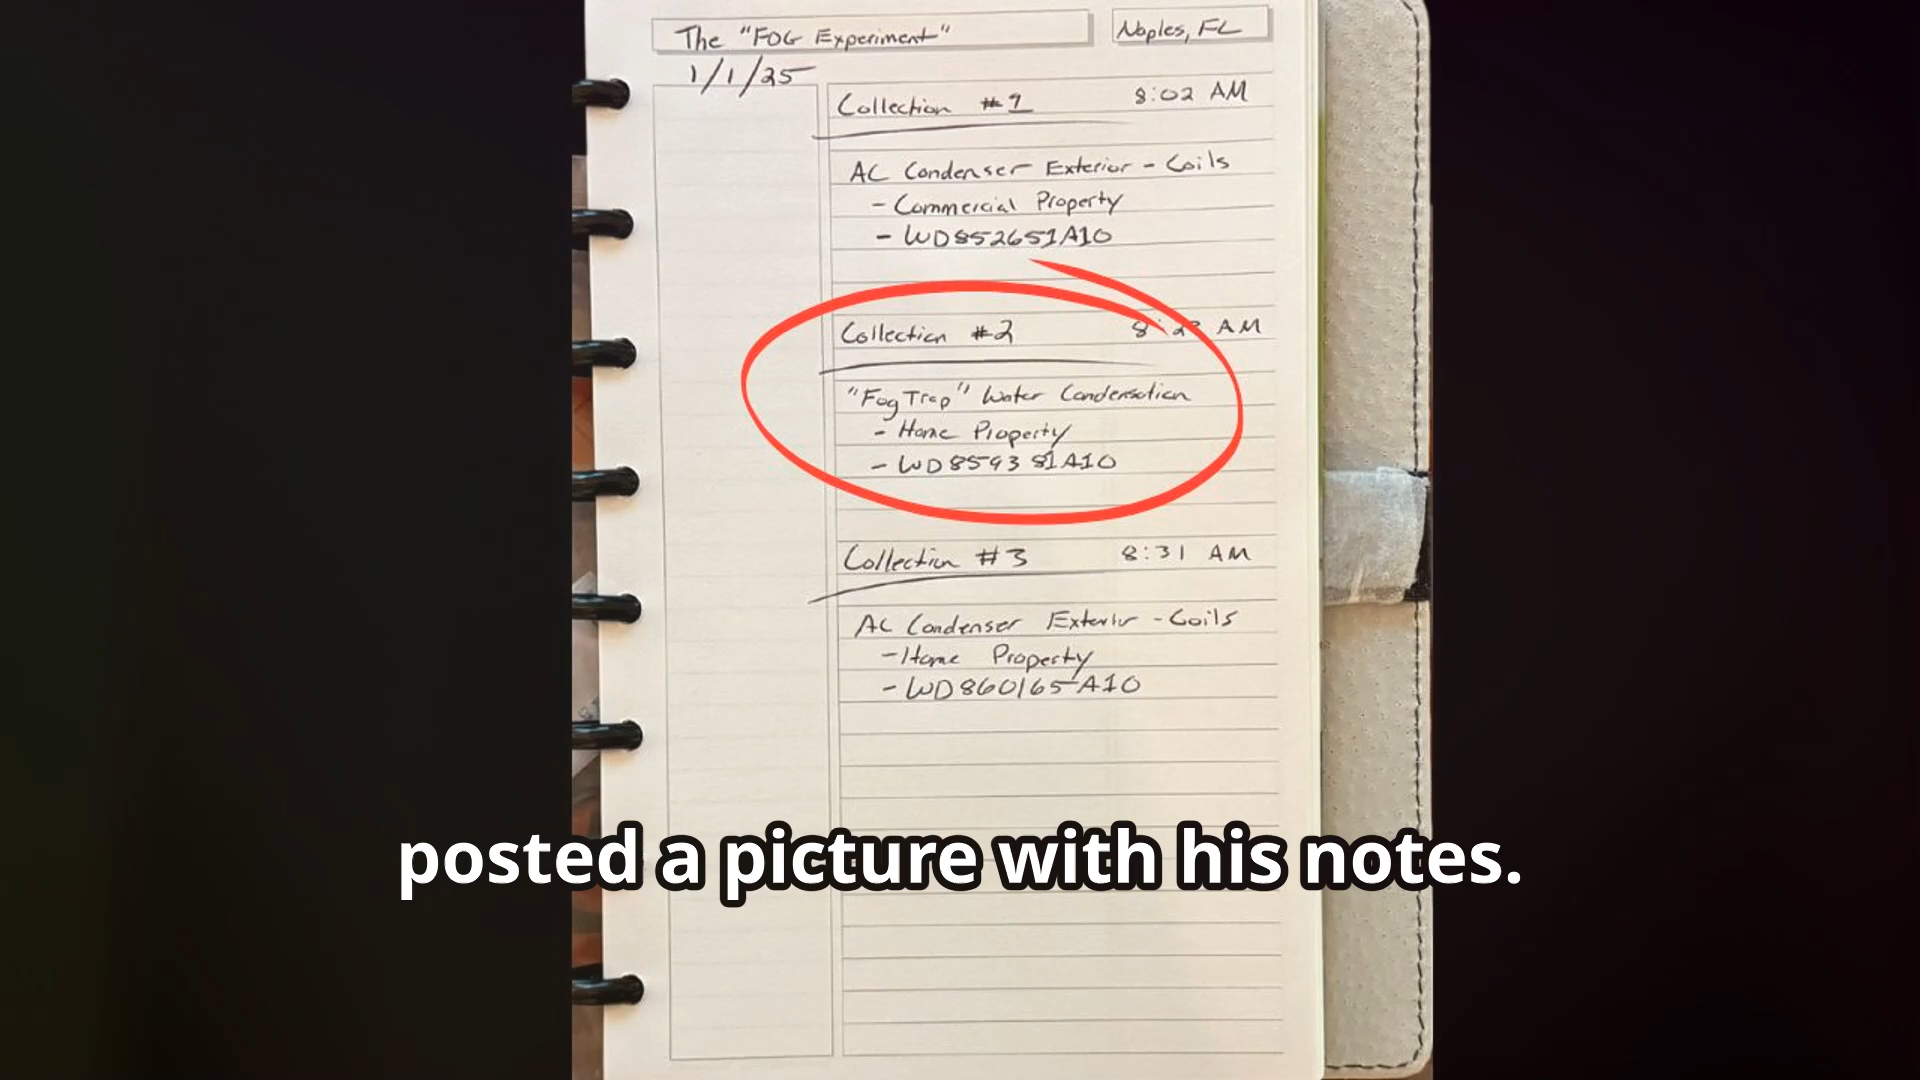 The "FOG Experiment"
Naples, FL
1/1/25
Collection #1 8:02 AM
AC Condenser Exterior - Coils
- Commercial Property
- WD852651A10
Collection #2 AM
"Fog Trap" Water Condensation
- Home Property
- WD859381A10
Collection #3 8:31 AM
AC Condenser Exterior - Coils
- Home Property
- WD860165A10
posted a picture with his notes.